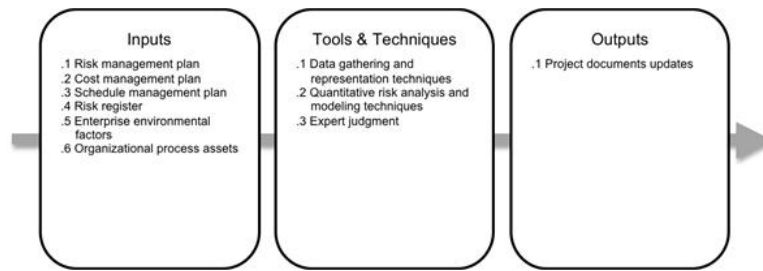 Inputs
.1 Risk management plan
.2 Cost management plan
.3 Schedule management plan
.4 Risk register
.5 Enterprise environmental
factors
.6 Organizational process assets
Tools & Techniques
.1 Data gathering and
representation techniques
.2 Quantitative risk analysis and
modeling techniques
.3 Expert judgment
Outputs
.1 Project documents updates